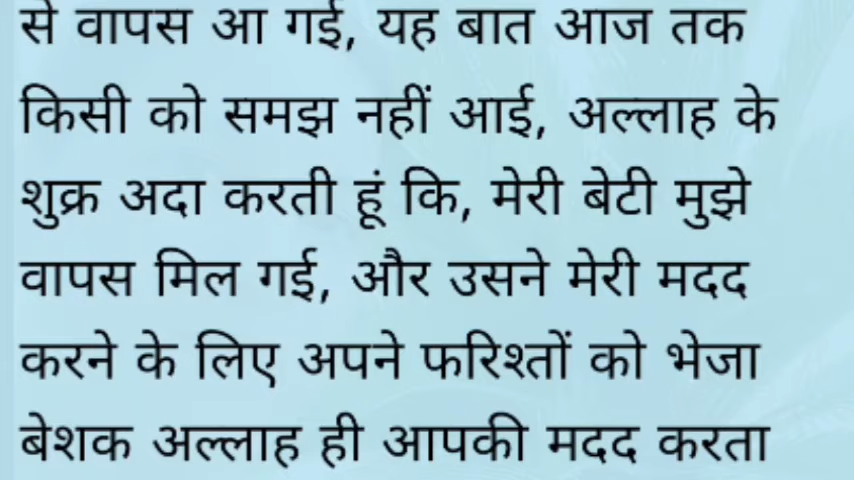 से वापस आ गई, यह बात आज तक
किसी को समझ नहीं आई, अल्लाह के
शुक्र अदा करती हूं कि, मेरी बेटी मुझे
वापस मिल गई, और उसने मेरी मदद
करने के लिए अपने फरिश्तों को भेजा
बेशक अल्लाह ही आपकी मदद करता